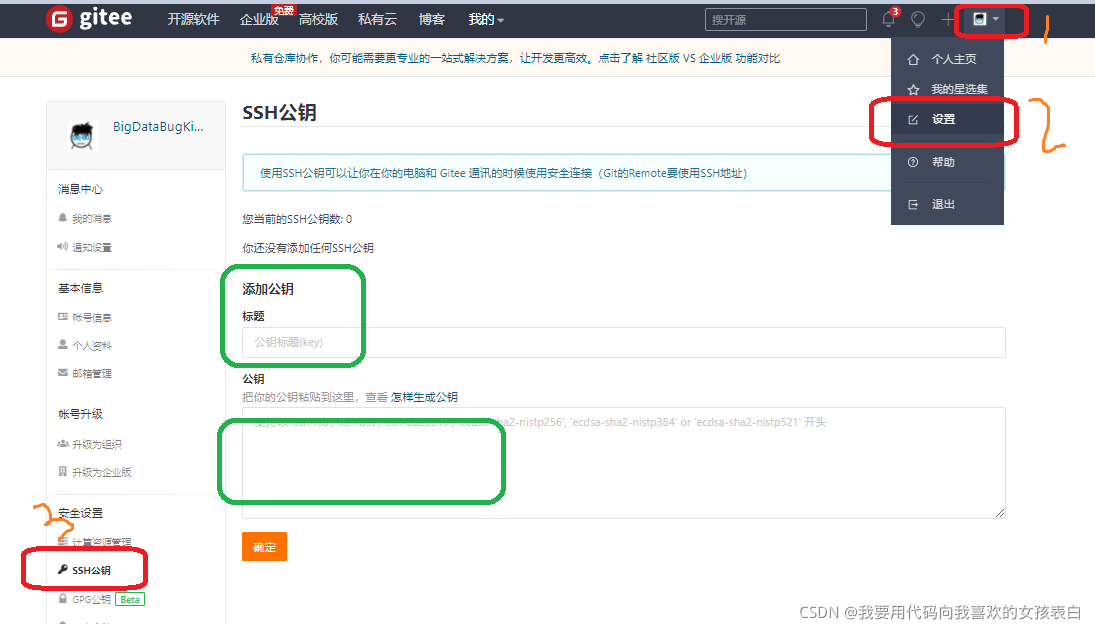 gitee 开源软件 企业版 免费 高校版 私有云 博客 我的 搜开源 3
1
私有仓库协作，你可能需要更专业的一站式解决方案，让开发更高效。点击了解 社区版 VS 企业版 功能对比
个人主页
我的星选集
设置
2
帮助
退出
BigDataBugKi...
消息中心
我的消息
通知设置
基本信息
帐号信息
个人资料
邮箱管理
帐号升级
升级为组织
升级为企业版
安全设置
3
计算资源管理
SSH公钥
GPG公钥 Beta
SSH公钥
使用SSH公钥可以让你在你的电脑和 Gitee 通讯的时候使用安全连接（Git的Remote要使用SSH地址）
您当前的SSH公钥数: 0
你还没有添加任何SSH公钥
添加公钥
标题
公钥标题(key)
公钥
把你的公钥粘贴到这里，查看 怎样生成公钥
支持以 'ssh-rsa', 'ssh-dss', 'ssh-ed25519', 'ecdsa-sha2-nistp256', 'ecdsa-sha2-nistp384' or 'ecdsa-sha2-nistp521' 开头
确定
CSDN @我要用代码向我喜欢的女孩表白